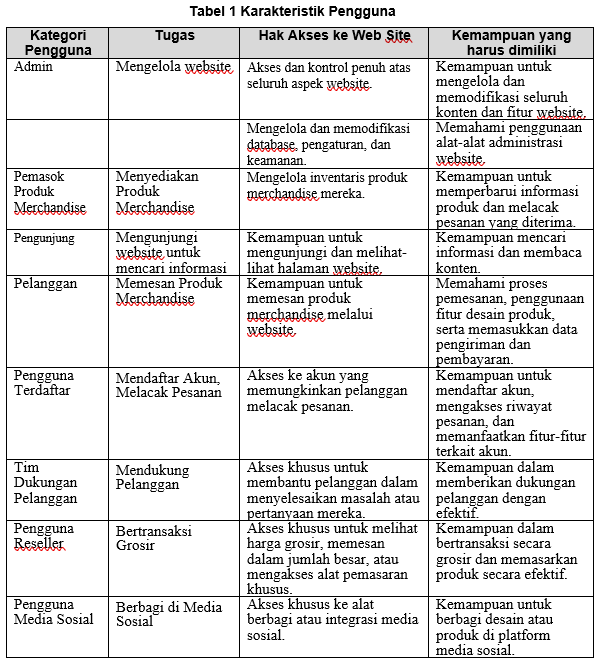 Tabel 1 Karakteristik Pengguna
Kategori Pengguna	Tugas	Hak Akses ke Web Site	Kemampuan yang harus dimiliki
Admin
Mengelola website
Akses dan kontrol penuh atas
seluruh aspek website.
Kemampuan untuk
mengelola dan
memodifikasi seluruh
konten dan fitur website.
Mengelola dan memodifikasi
database, pengaturan, dan
keamanan.
Memahami penggunaan
alat-alat administrasi
website.
Pemasok
Produk
Merchandise
Menyediakan
Produk
Merchandise
Mengelola inventaris produk
merchandise mereka.
Kemampuan untuk
memperbarui informasi
produk dan melacak
pesanan yang diterima.
Pengunjung
Mengunjungi
website untuk
mencari informasi
Kemampuan untuk
mengunjungi dan melihat-
lihat halaman website.
Kemampuan mencari
informasi dan membaca
konten.
Pelanggan
Memesan Produk
Merchandise
Kemampuan untuk
memesan produk
merchandise melalui
website.
Memahami proses
pemesanan, penggunaan
fitur desain produk,
serta memasukkan data
pengiriman dan
pembayaran.
Pengguna
Terdaftar
Mendaftar Akun,
Melacak Pesanan
Akses ke akun yang
memungkinkan pelanggan
melacak pesanan.
Kemampuan untuk
mendaftar akun,
mengakses riwayat
pesanan, dan
memanfaatkan fitur-fitur
terkait akun.
Tim
Dukungan
Pelanggan
Mendukung
Pelanggan
Akses khusus untuk
membantu pelanggan dalam
menyelesaikan masalah atau
pertanyaan mereka.
Kemampuan dalam
memberikan dukungan
pelanggan dengan
efektif.
Pengguna
Reseller
Bertransaksi
Grosir
Akses khusus untuk melihat
harga grosir, memesan
dalam jumlah besar, atau
mengakses alat pemasaran
khusus.
Kemampuan dalam
bertransaksi secara
grosir dan memasarkan
produk secara efektif.
Pengguna
Media Sosial
Berbagi di Media
Sosial
Akses khusus ke alat
berbagi atau integrasi media
sosial.
Kemampuan untuk
berbagi desain atau
produk di platform
media sosial.